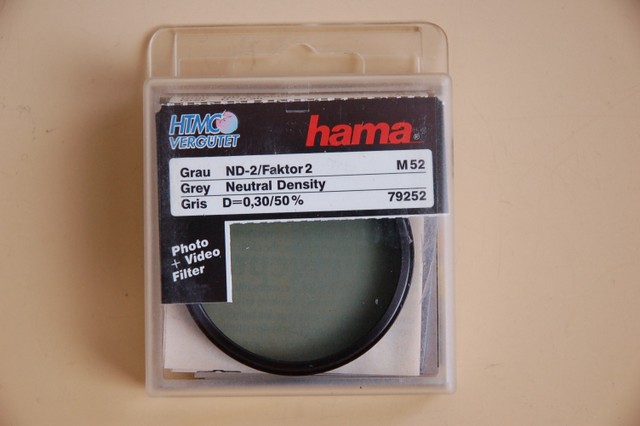 HTMC
VERGÜTET
hama®
Grau ND-2/Faktor 2 M 52
Grey Neutral Density
Gris D=0,30/50% 79252
Photo
+ Video
Filter